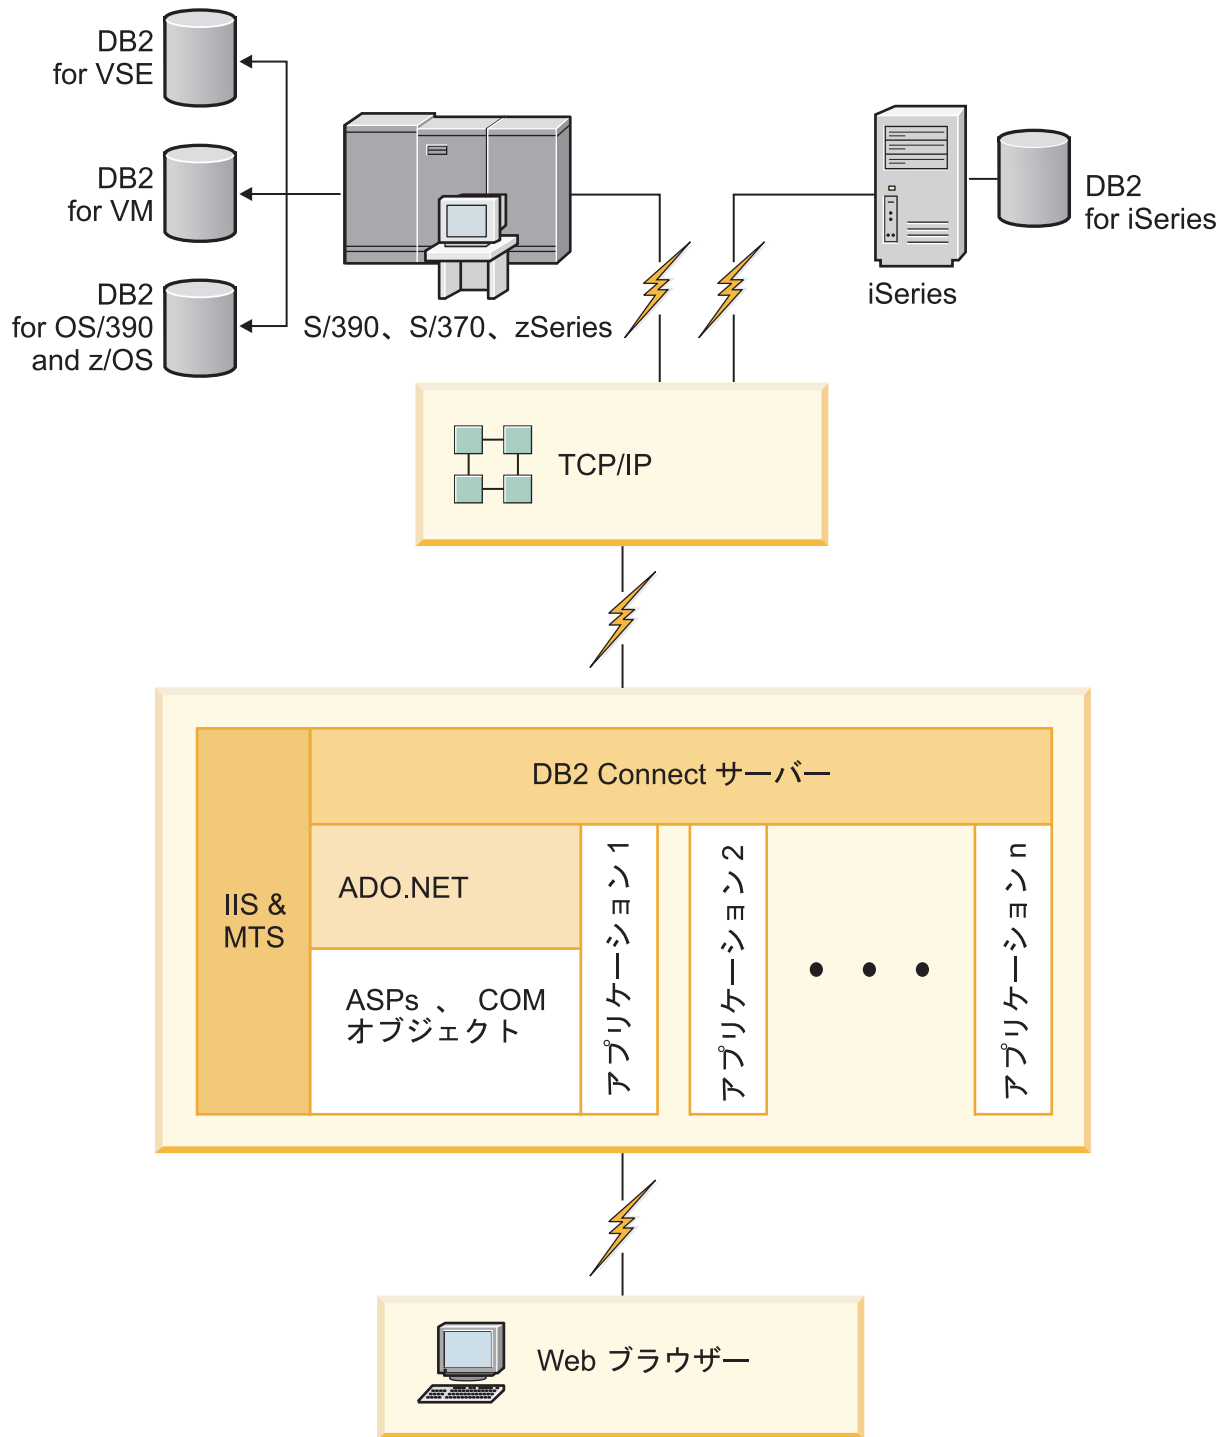 DB2
for VSE
DB2
for VM
DB2
for OS/390
and z/OS
S/390、S/370、zSeries
iSeries
DB2
for iSeries
TCP/IP
DB2 Connect サーバー
IIS &
MTS
ADO.NET
ASPs 、 COM
オブジェクト
アプリケーション 1
アプリケーション 2
アプリケーション n
Web ブラウザー